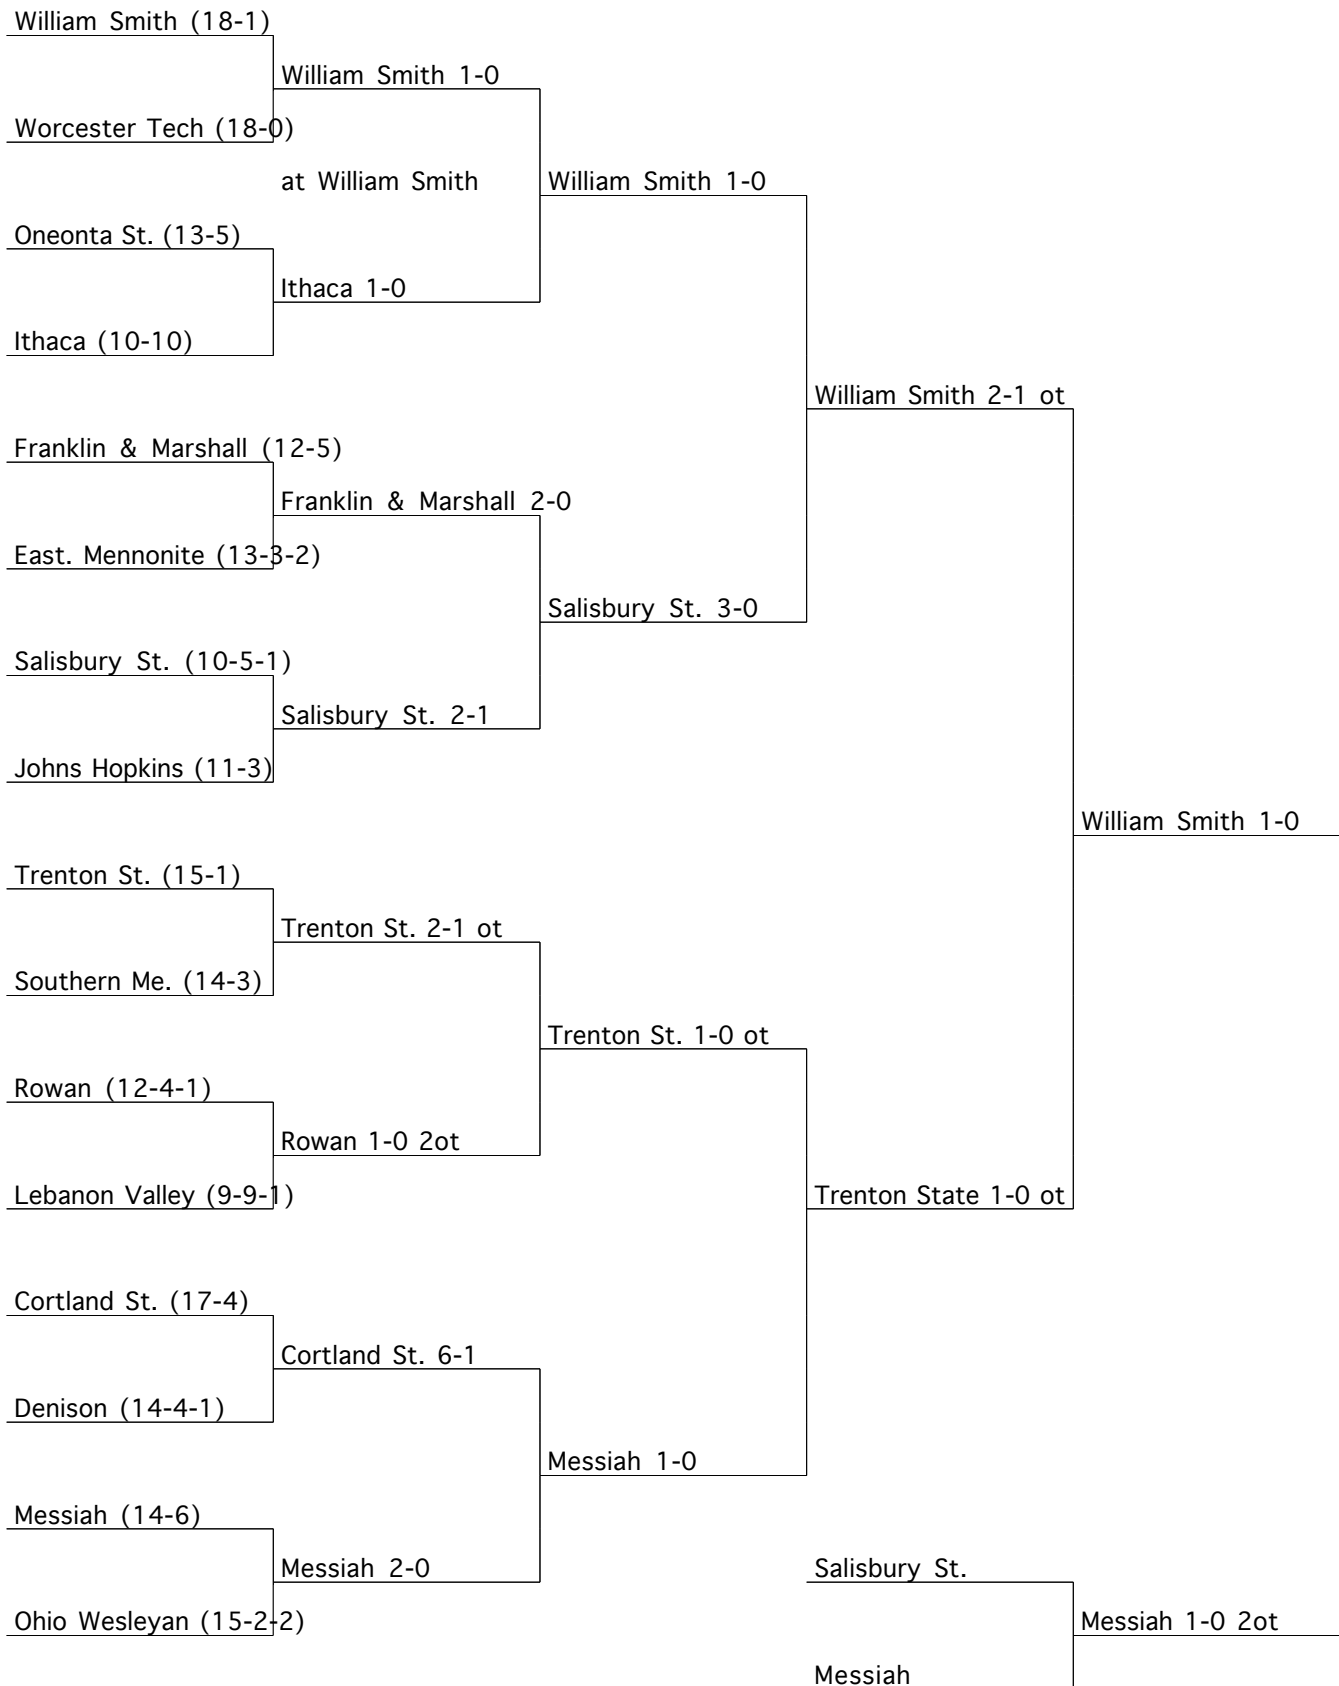 William Smith (18-1)
William Smith 1-0
Worcester Tech (18-0)
at William Smith
William Smith 1-0
Oneonta St. (13-5)
Ithaca 1-0
Ithaca (10-10)
William Smith 2-1 ot
Franklin & Marshall (12-5)
Franklin & Marshall 2-0
East. Mennonite (13-3-2)
Salisbury St. 3-0
Salisbury St. (10-5-1)
Salisbury St. 2-1
Johns Hopkins (11-3)
William Smith 1-0
Trenton St. (15-1)
Trenton St. 2-1 ot
Southern Me. (14-3)
Trenton St. 1-0 ot
Rowan (12-4-1)
Rowan 1-0 2ot
Lebanon Valley (9-9-1)
Trenton State 1-0 ot
Cortland St. (17-4)
Cortland St. 6-1
Denison (14-4-1)
Messiah 1-0
Messiah (14-6)
Messiah 2-0
Salisbury St.
Ohio Wesleyan (15-2-2)
Messiah 1-0 2ot
Messiah